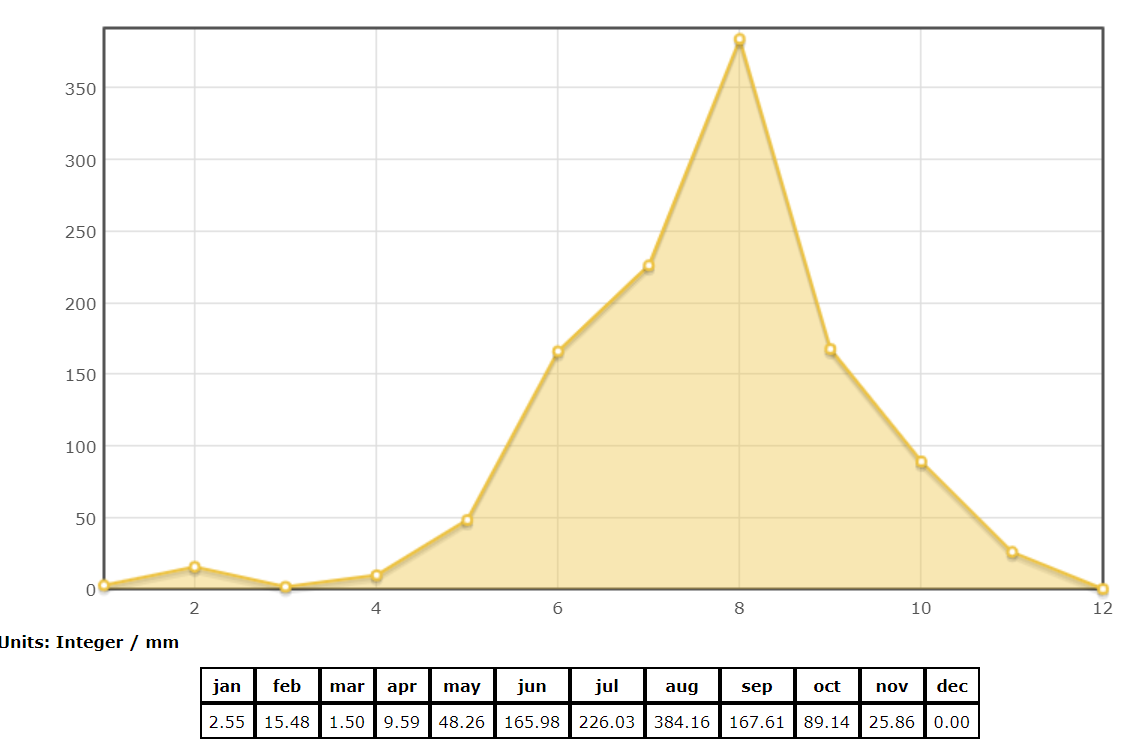 350
300
250
200
150
100
50
0
2 4 6 8 10 12
Units: Integer / mm
jan feb mar apr may jun jul aug sep oct nov dec
2.55 15.48 1.50 9.59 48.26 165.98 226.03 384.16 167.61 89.14 25.86 0.00